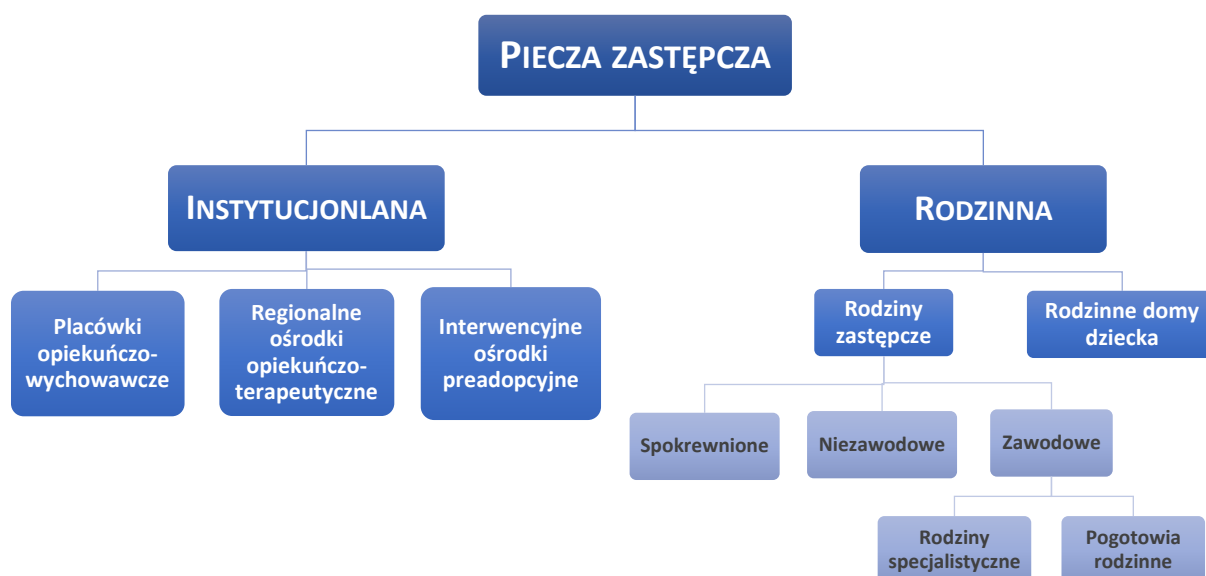 PIECZA ZASTĘPCZA
INSTYTUCJONLANA
RODZINNA
Placówki
opiekuńczo-
wychowawcze
Regionalne
ośrodki
opiekuńczo-
terapeutyczne
Interwencyjne
ośrodki
preadopcyjne
Rodziny
zastępcze
Rodzinne domy
dziecka
Spokrewnione
Niezawodowe
Zawodowe
Rodziny
specjalistyczne
Pogotowia
rodzinne